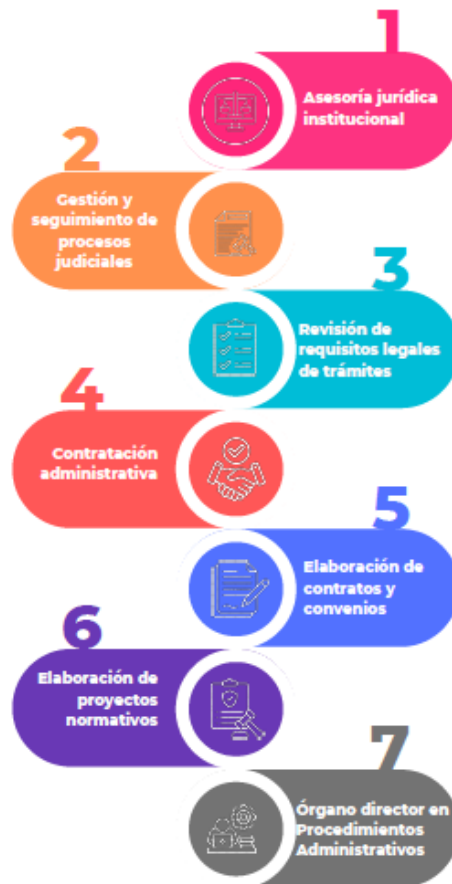 1
Asesoría jurídica
institucional
2
Gestión y
seguimiento de
procesos
judiciales
3
Revisión de
requisitos legales
de trámites
4
Contratación
administrativa
5
Elaboración de
contratos y
convenios
6
Elaboración de
proyectos
normativos
7
Órgano director en
Procedimientos
Administrativos